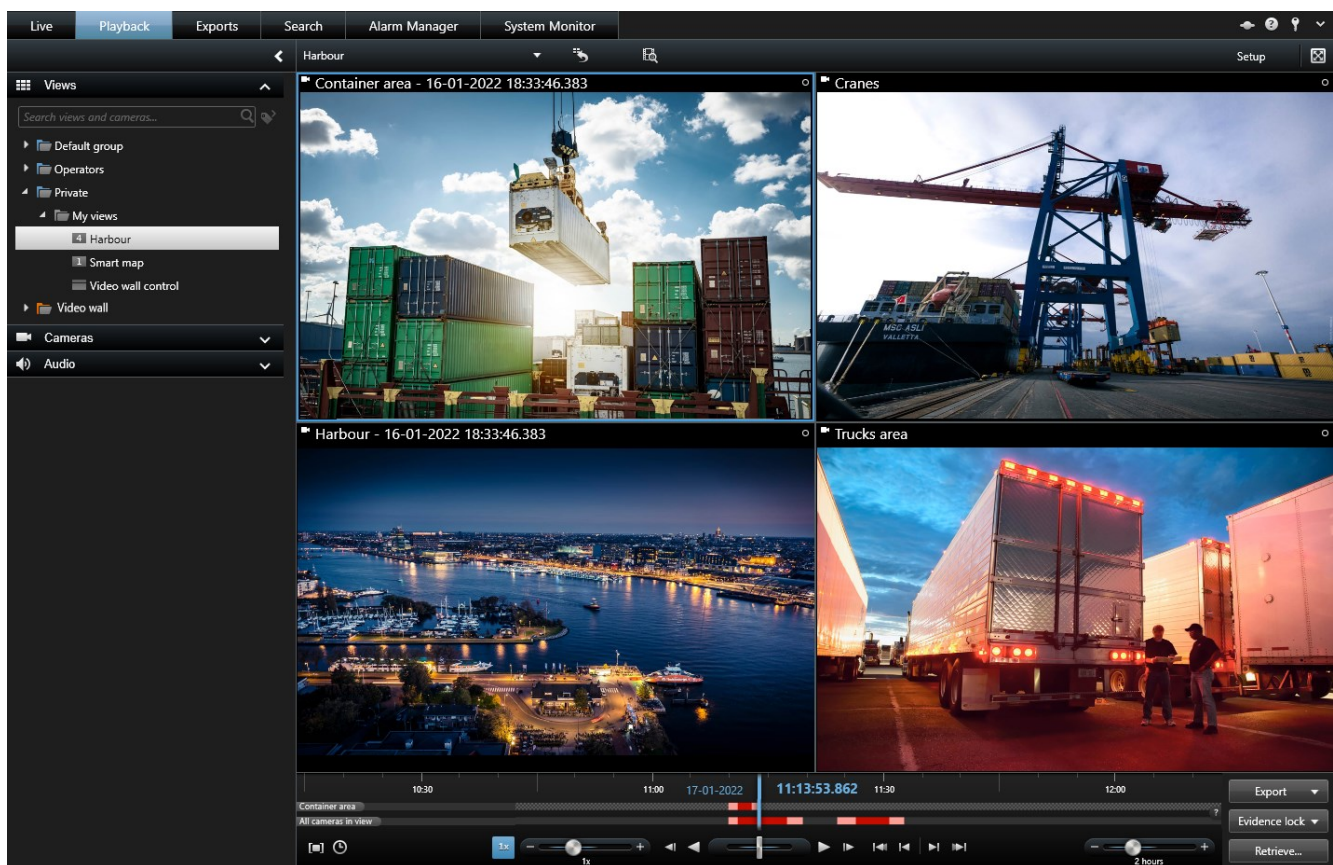 Live Playback Exports Search Alarm Manager System Monitor
Harbour
Setup
Views
Search views and cameras...
Default group
Operators
Private
My views
4 Harbour
1 Smart map
Video wall control
Video wall
Cameras
Audio
Container area - 16-01-2022 18:33:46.383
Cranes
MSC ASLI
VALLETTA
Harbour - 16-01-2022 18:33:46.383
Trucks area
10:30 11:00 17-01-2022 11:13:53.862 11:30 12:00
Container area
All cameras in view
?
1x
1x
2 hours
Export
Evidence lock
Retrieve...